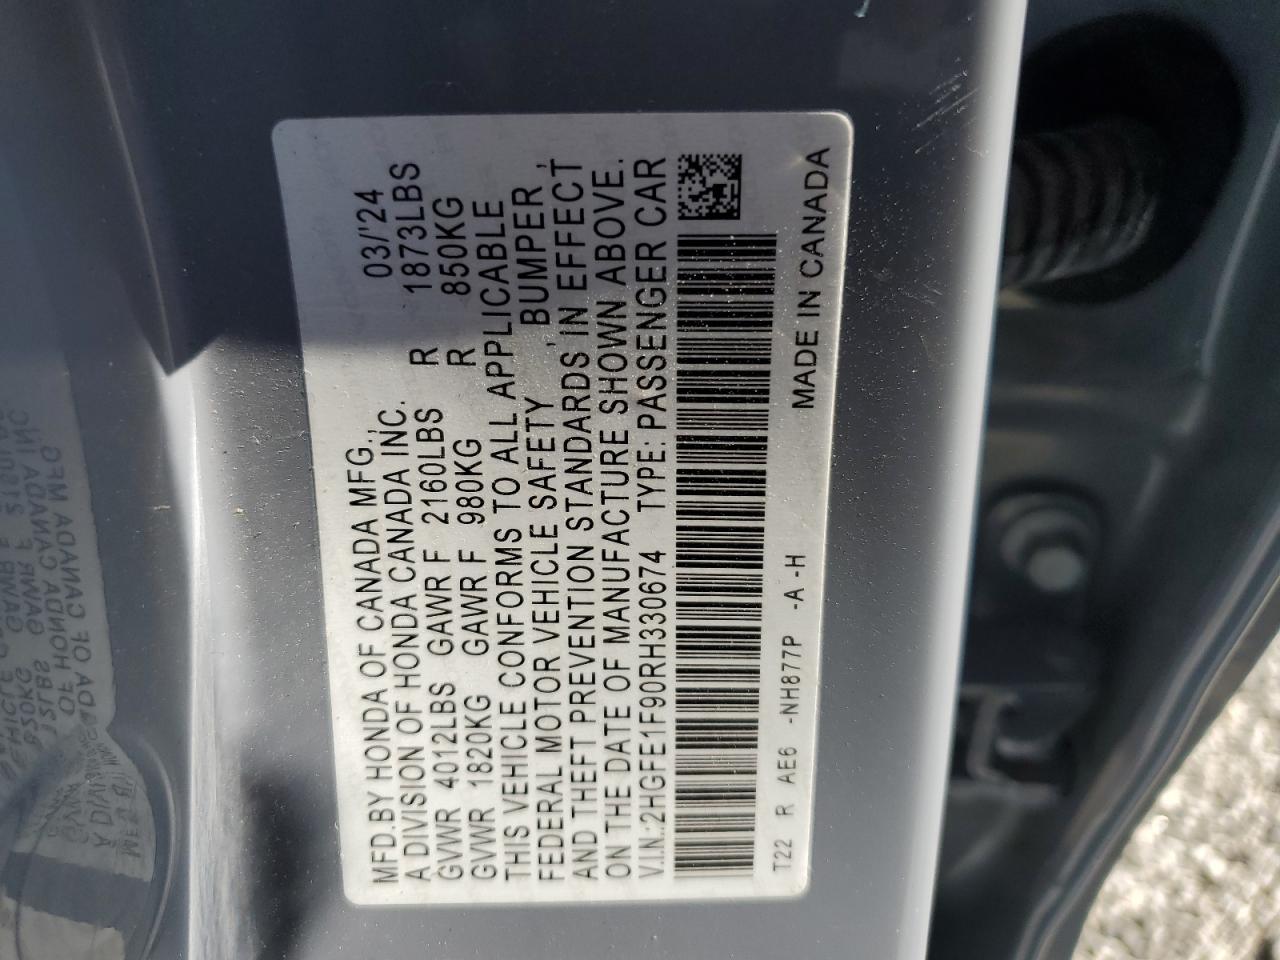 MFD.BY HONDA OF CANADA MFG., 03/'24
A DIVISION OF HONDA CANADA INC.
GVWR 4012LBS GAWR F 2160LBS R 1873LBS
GVWR 1820KG GAWR F 980KG R 850KG
THIS VEHICLE CONFORMS TO ALL APPLICABLE
FEDERAL MOTOR VEHICLE SAFETY , BUMPER ,
AND THEFT PREVENTION STANDARDS IN EFFECT
ON THE DATE OF MANUFACTURE SHOWN ABOVE.
V.I.N.:2HGFE1F90RH330674 TYPE: PASSENGER CAR
T22 R AE6 -NH877P -A -H MADE IN CANADA